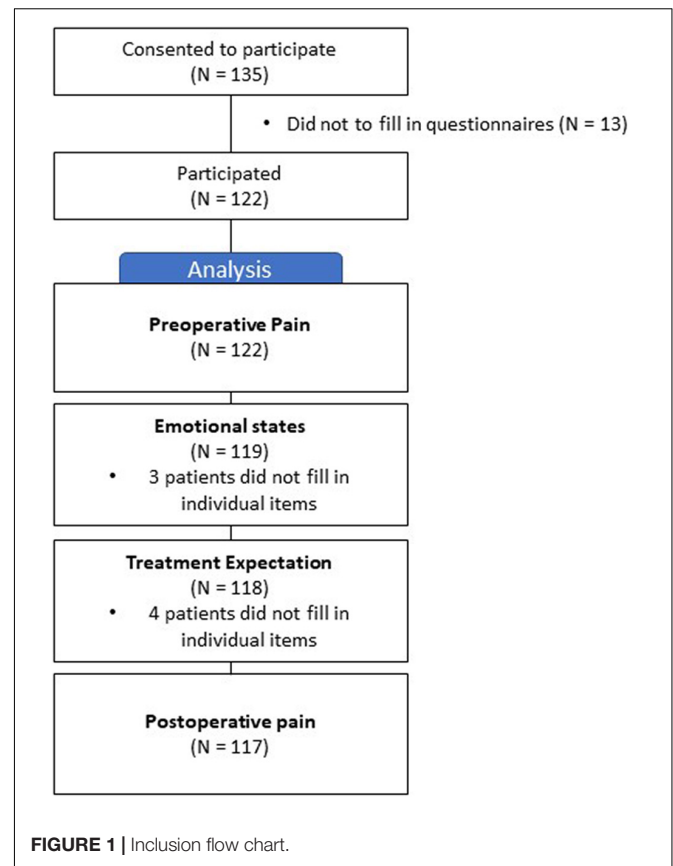 Consented to participate
(N = 135)
• Did not to fill in questionnaires (N = 13)
Participated
(N = 122)
Analysis
Preoperative Pain
(N = 122)
Emotional states
(N = 119)
• 3 patients did not fill in
individual items
Treatment Expectation
(N = 118)
• 4 patients did not fill in
individual items
Postoperative pain
(N = 117)
FIGURE 1 | Inclusion flow chart.